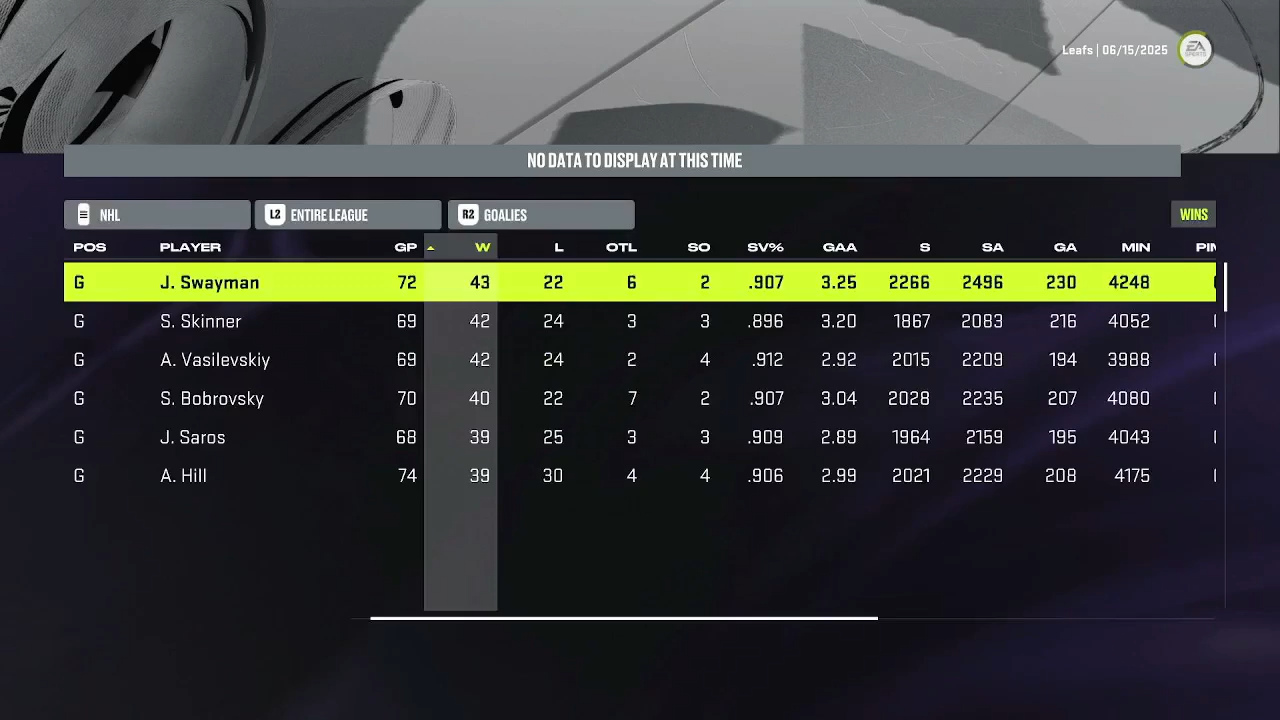 Leafs | 06/15/2025
EA SPORTS
NO DATA TO DISPLAY AT THIS TIME
NHL L2 ENTIRE LEAGUE R2 GOALIES WINS
POS PLAYER GP W L OTL SO SV% GAA S SA GA MIN
G J. Swayman 72 43 22 6 2 .907 3.25 2266 2496 230 4248
G S. Skinner 69 42 24 3 3 .896 3.20 1867 2083 216 4052
G A. Vasilevskiy 69 42 24 2 4 .912 2.92 2015 2209 194 3988
G S. Bobrovsky 70 40 22 7 2 .907 3.04 2028 2235 207 4080
G J. Saros 68 39 25 3 3 .909 2.89 1964 2159 195 4043
G A. Hill 74 39 30 4 4 .906 2.99 2021 2229 208 4175